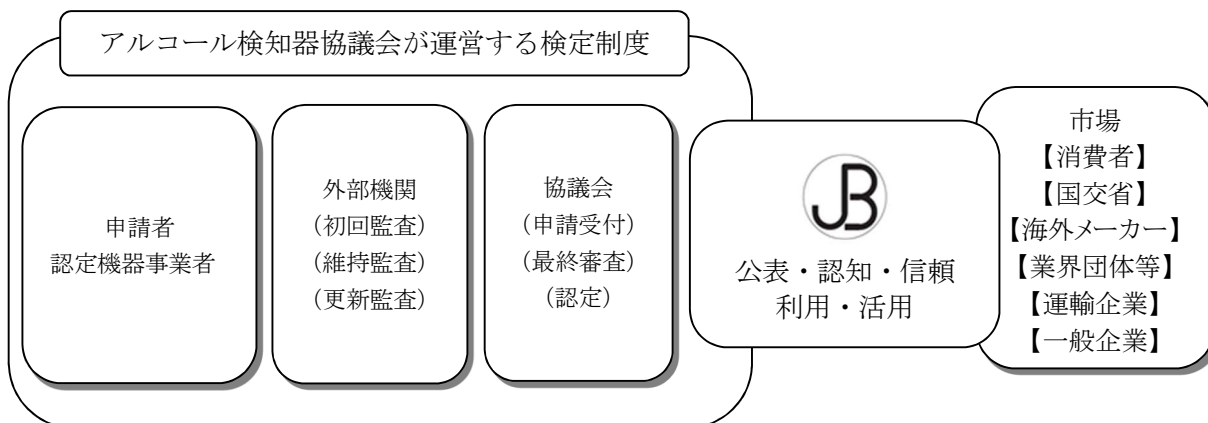 アルコール検知器協議会が運営する検定制度
申請者
認定機器事業者
外部機関
(初回監査)
(維持監査)
(更新監査)
協議会
(申請受付)
(最終審査)
(認定)
JB
公表・認知・信頼
利用・活用
市場
【消費者】
【国交省】
【海外メーカー】
【業界団体等】
【運輸企業】
【一般企業】